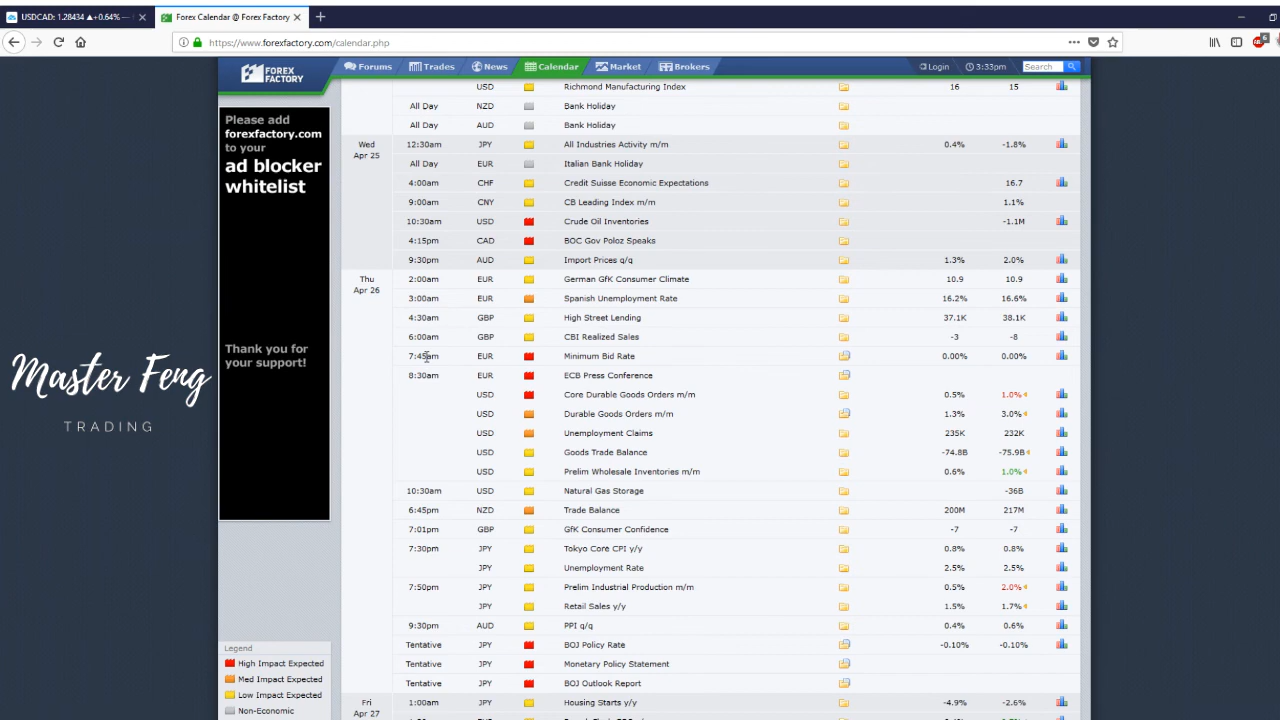 USDCAD: 1.28434 ▲+0.64% —
Forex Calendar @ Forex Factory
https://www.forexfactory.com/calendar.php
6
FOREX FACTORY
Forums Trades News Calendar Market Brokers Login 3:33pm Search
Please add
forexfactory.com
to your
ad blocker
whitelist
Thank you for
your support!
Master Feng
TRADING
USD Richmond Manufacturing Index 16 15
All Day NZD Bank Holiday
All Day AUD Bank Holiday
Wed Apr 25 12:30am JPY All Industries Activity m/m 0.4% -1.8%
All Day EUR Italian Bank Holiday
4:00am CHF Credit Suisse Economic Expectations 16.7
9:00am CNY CB Leading Index m/m 1.1%
10:30am USD Crude Oil Inventories -1.1M
4:15pm CAD BOC Gov Poloz Speaks
9:30pm AUD Import Prices q/q 1.3% 2.0%
Thu Apr 26 2:00am EUR German GfK Consumer Climate 10.9 10.9
3:00am EUR Spanish Unemployment Rate 16.2% 16.6%
4:30am GBP High Street Lending 37.1K 38.1K
6:00am GBP CBI Realized Sales -3 -8
7:45am EUR Minimum Bid Rate 0.00% 0.00%
8:30am EUR ECB Press Conference
USD Core Durable Goods Orders m/m 0.5% 1.0%
USD Durable Goods Orders m/m 1.3% 3.0%
USD Unemployment Claims 235K 232K
USD Goods Trade Balance -74.8B -75.9B
USD Prelim Wholesale Inventories m/m 0.6% 1.0%
10:30am USD Natural Gas Storage -36B
6:45pm NZD Trade Balance 200M 217M
7:01pm GBP GfK Consumer Confidence -7 -7
7:30pm JPY Tokyo Core CPI y/y 0.8% 0.8%
JPY Unemployment Rate 2.5% 2.5%
7:50pm JPY Prelim Industrial Production m/m 0.5% 2.0%
JPY Retail Sales y/y 1.5% 1.7%
9:30pm AUD PPI q/q 0.4% 0.6%
Tentative JPY BOJ Policy Rate -0.10% -0.10%
Tentative JPY Monetary Policy Statement
Tentative JPY BOJ Outlook Report
Fri Apr 27 1:00am JPY Housing Starts y/y -4.9% -2.6%
Legend
High Impact Expected
Med Impact Expected
Low Impact Expected
Non-Economic